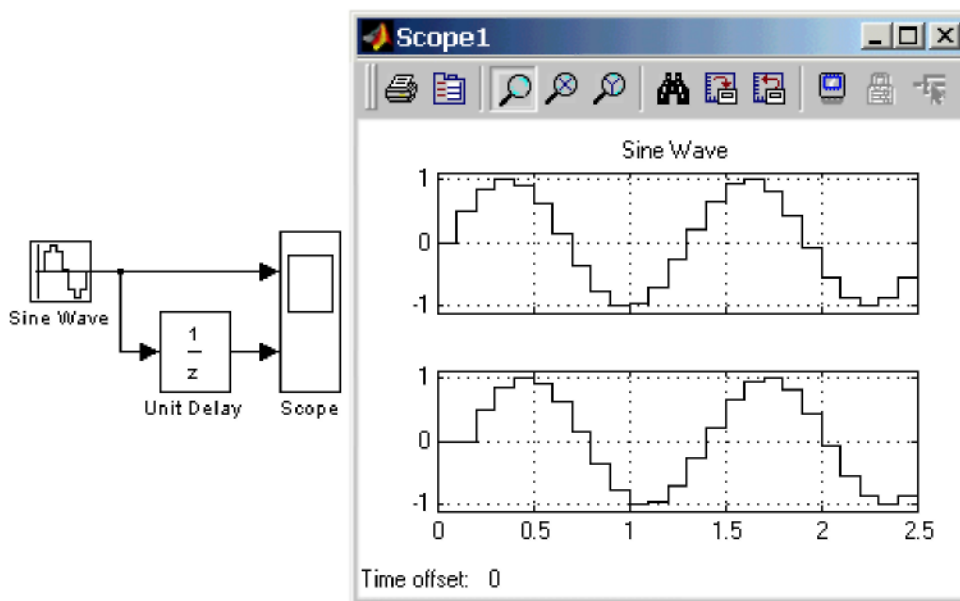 Scope1
Sine Wave
1
0
-1
1
0
-1
0 0.5 1 1.5 2 2.5
Time offset: 0
Sine Wave
1
z
Unit Delay
Scope